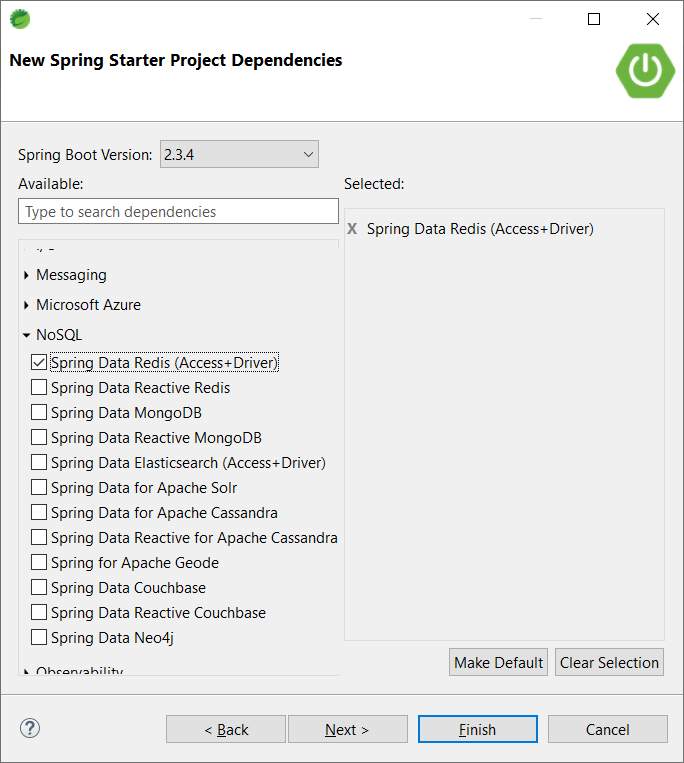 New Spring Starter Project Dependencies
Spring Boot Version: 2.3.4
Available:
Selected:
Type to search dependencies
X Spring Data Redis (Access+Driver)
Messaging
Microsoft Azure
NoSQL
Spring Data Redis (Access+Driver)
Spring Data Reactive Redis
Spring Data MongoDB
Spring Data Reactive MongoDB
Spring Data Elasticsearch (Access+Driver)
Spring Data for Apache Solr
Spring Data for Apache Cassandra
Spring Data Reactive for Apache Cassandra
Spring for Apache Geode
Spring Data Couchbase
Spring Data Reactive Couchbase
Spring Data Neo4j
Observability
Make Default
Clear Selection
?
< Back
Next >
Finish
Cancel